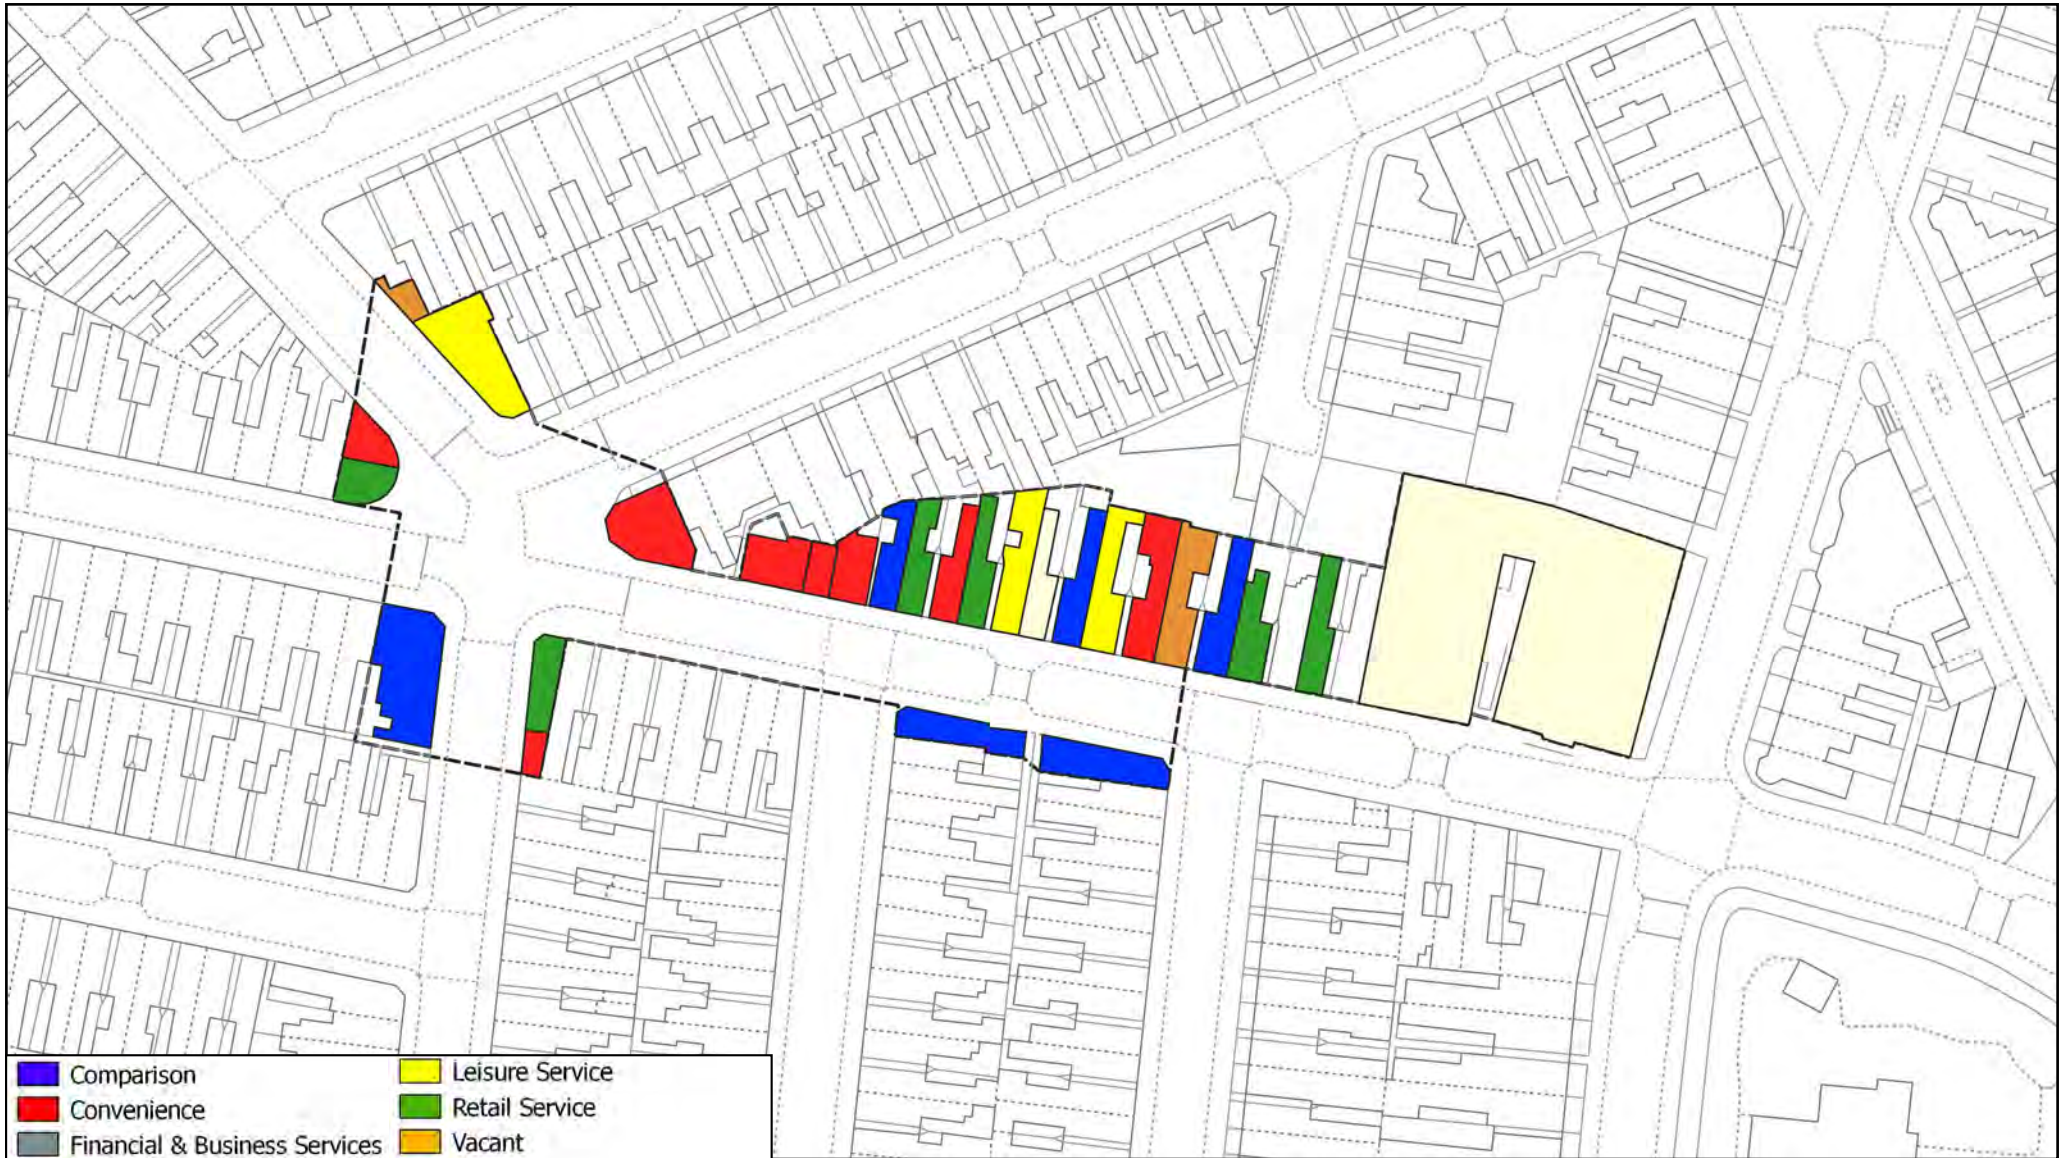 Comparison
Convenience
Financial & Business Services
Leisure Service
Retail Service
Vacant